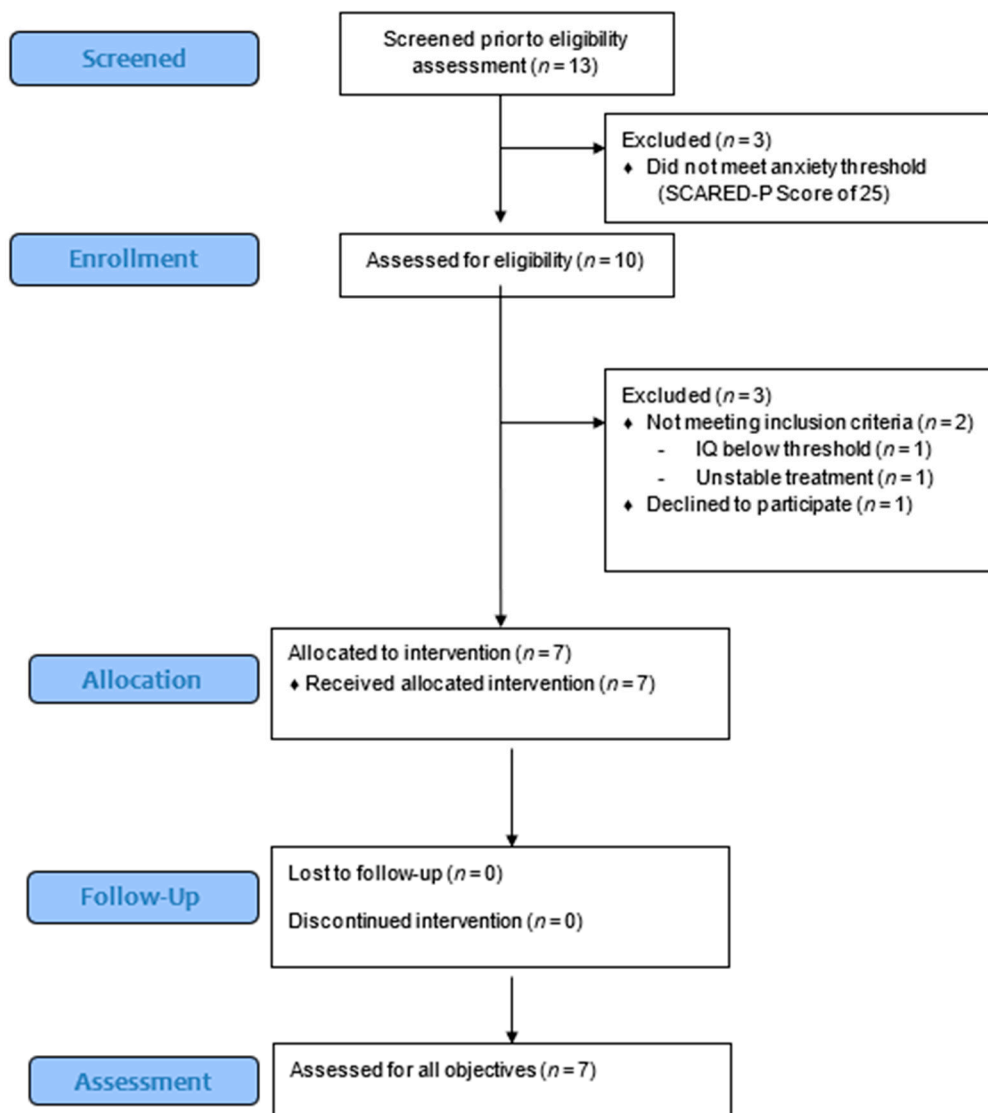 Screened
Screened prior to eligibility
assessment (n = 13)
Excluded (n = 3)
♦ Did not meet anxiety threshold
(SCARED-P Score of 25)
Enrollment
Assessed for eligibility (n = 10)
Excluded (n = 3)
♦ Not meeting inclusion criteria (n = 2)
- IQ below threshold (n = 1)
- Unstable treatment (n = 1)
♦ Declined to participate (n = 1)
Allocation
Allocated to intervention (n = 7)
♦ Received allocated intervention (n = 7)
Follow-Up
Lost to follow-up (n = 0)
Discontinued intervention (n = 0)
Assessment
Assessed for all objectives (n = 7)